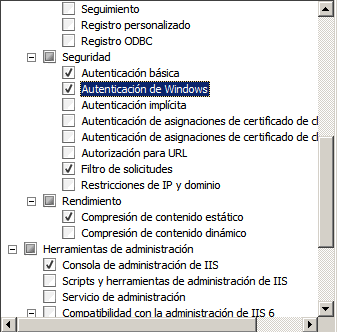 Seguimiento
Registro personalizado
Registro ODBC
Seguridad
Autenticación básica
Autenticación de Windows
Autenticación implícita
Autenticación de asignaciones de certificado de
Autenticación de asignaciones de certificado de
Autorización para URL
Filtro de solicitudes
Restricciones de IP y dominio
Rendimiento
Compresión de contenido estático
Compresión de contenido dinámico
Herramientas de administración
Consola de administración de IIS
Scripts y herramientas de administración de IIS
Servicio de administración
Compatibilidad con la administración de IIS 6